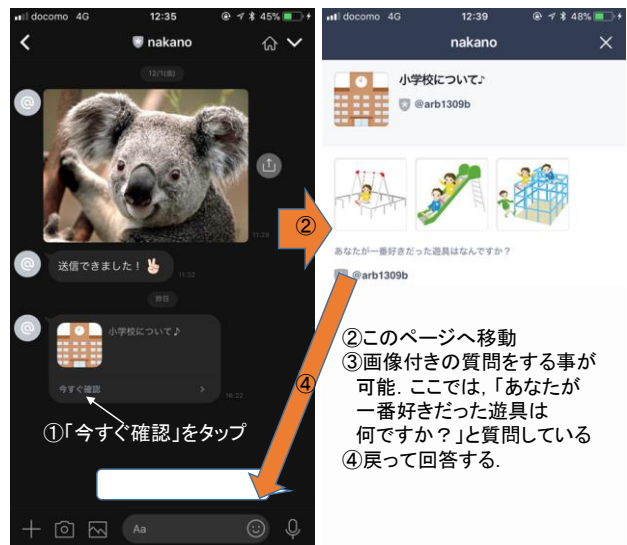 docomo 4G 12:35 45%
nakano
12/1(金)
11:29
送信できました！
11:32
昨日
小学校について♪
今すぐ確認
16:22
①「今すぐ確認」をタップ
Aa
②
④
docomo 4G 12:39 48%
nakano
小学校について♪
@arb1309b
あなたが一番好きだった遊具はなんですか？
@arb1309b
②このページへ移動
③画像付きの質問をする事が
可能. ここでは,「あなたが
一番好きだった遊具は
何ですか？」と質問している
④戻って回答する.